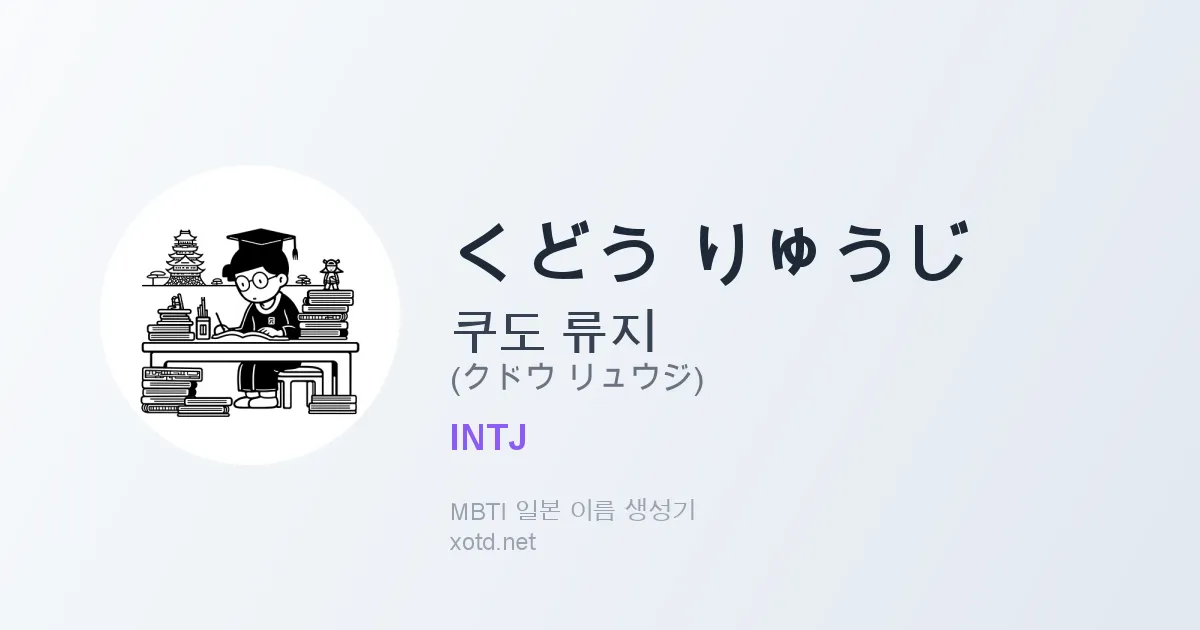 くどう りゅうじ
쿠도 류지
(クドウ リュウジ)
INTJ
MBTI 일본 이름 생성기
xotd.net